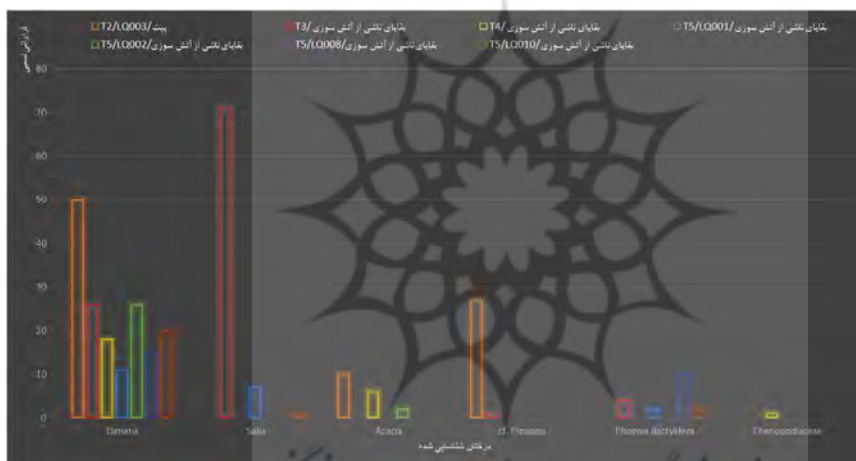 T2/LQ003/پیت
T3/بقایای ناشی از آتش سوزی
T4/بقایای ناشی از آتش سوزی
T5/LQ001/بقایای ناشی از آتش سوزی
T5/LQ002/بقایای ناشی از آتش سوزی
T5/LQ008/بقایای ناشی از آتش سوزی
T5/LQ010/بقایای ناشی از آتش سوزی
فراوانی نسبی
80
70
60
50
40
30
20
10
0
Tamarix Salix Acacia cf. Prosopis Phoenix dactylifera Chenopodiaceae
درختان شناسایی شده